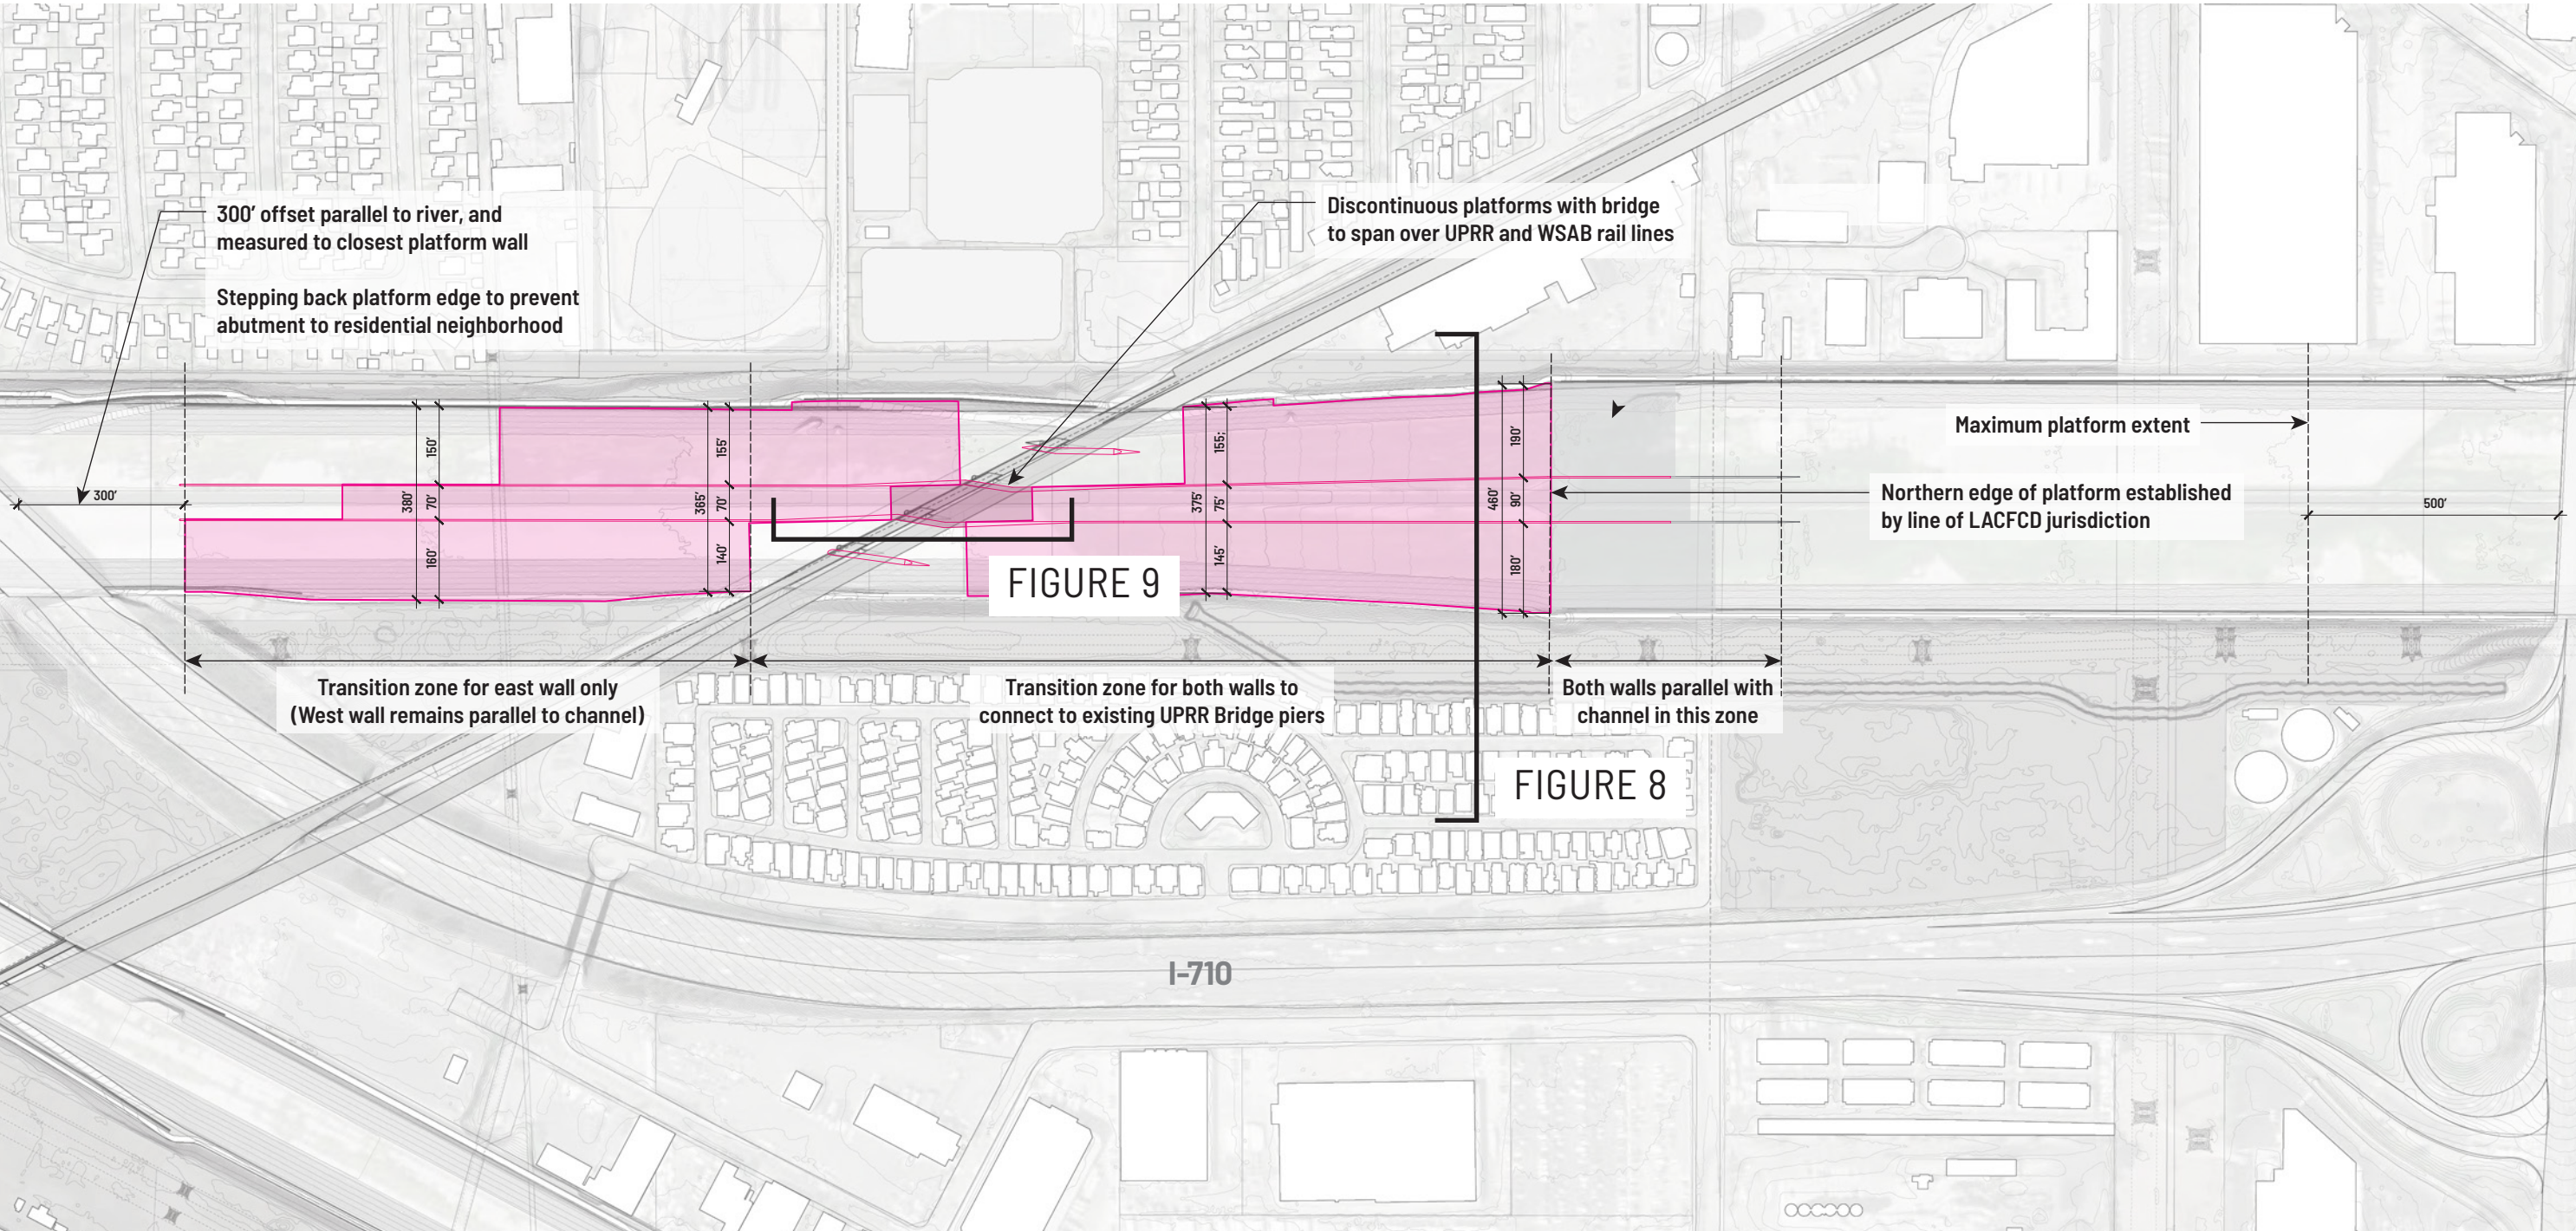 300' offset parallel to river, and
measured to closest platform wall
Stepping back platform edge to prevent
abutment to residential neighborhood
Discontinuous platforms with bridge
to span over UPRR and WSAB rail lines
Maximum platform extent
Northern edge of platform established
by line of LACFCD jurisdiction
300'
380'
150'
70'
160'
365'
155'
70'
140'
375'
155;
75'
145'
460'
190'
90'
180'
500'
FIGURE 9
Transition zone for east wall only
(West wall remains parallel to channel)
Transition zone for both walls to
connect to existing UPRR Bridge piers
Both walls parallel with
channel in this zone
FIGURE 8
I-710